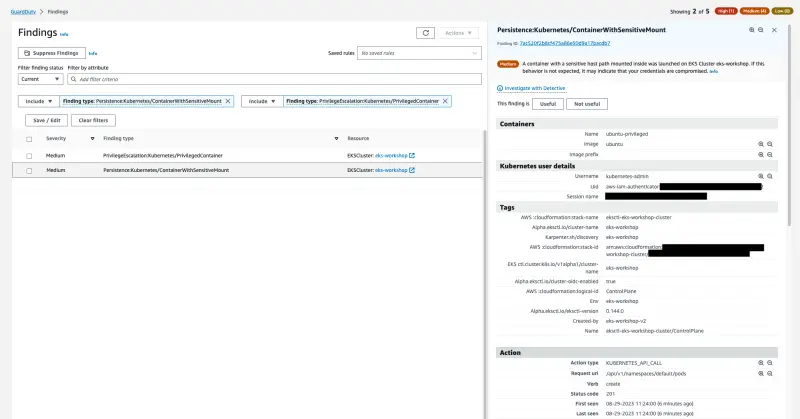 GuardDuty > Findings
Showing 2 of 5 High (1) Medium (4) Low (0)
Findings Info
Actions
Suppress Findings Info
Saved rules No saved rules
Filter finding status Filter by attribute
Current Add filter criteria
Include Finding type: Persistence:Kubernetes/ContainerWithSensitiveMount Include Finding type: PrivilegeEscalation:Kubernetes/PrivilegedContainer
Save / Edit Clear filters
Severity Finding type Resource
Medium PrivilegeEscalation:Kubernetes/PrivilegedContainer EKSCluster: eks-workshop
Medium Persistence:Kubernetes/ContainerWithSensitiveMount EKSCluster: eks-workshop
Persistence:Kubernetes/ContainerWithSensitiveMount
Finding ID:
Medium A container with a sensitive host path mounted inside was launched on EKS Cluster eks-workshop. If this
behavior is not expected, it may indicate that your credentials are compromised. Info
Investigate with Detective
This finding is Useful Not useful
Containers
Name ubuntu-privileged
Image ubuntu
Image prefix
Kubernetes user details
Username kubernetes-admin
Uid aws-iam-authenticator:
Session name
Tags
AWS :cloudformation:stack-name eksctl-eks-workshop-cluster
Alpha.eksctl.io/cluster-name eks-workshop
Karpenter.sh/discovery eks-workshop
AWS :cloudformation:stack-id arn:aws:cloudformation:
workshop-cluster/
EKS ctl.cluster.k8s.io/v1alpha1/cluster-
name eks-workshop
Alpha.eksctl.io/cluster-oidc-enabled true
AWS :cloudformation:logical-id ControlPlane
Env eks-workshop
Alpha.eksctl.io/eksctl-version 0.144.0
Created-by eks-workshop-v2
Name eksctl-eks-workshop-cluster/ControlPlane
Action
Action type KUBERNETES_API_CALL
Request uri /api/v1/namespaces/default/pods
Verb create
Status code 201
First seen 08-29-2023 11:24:00 (6 minutes ago)
Last seen 08-29-2023 11:24:00 (6 minutes ago)